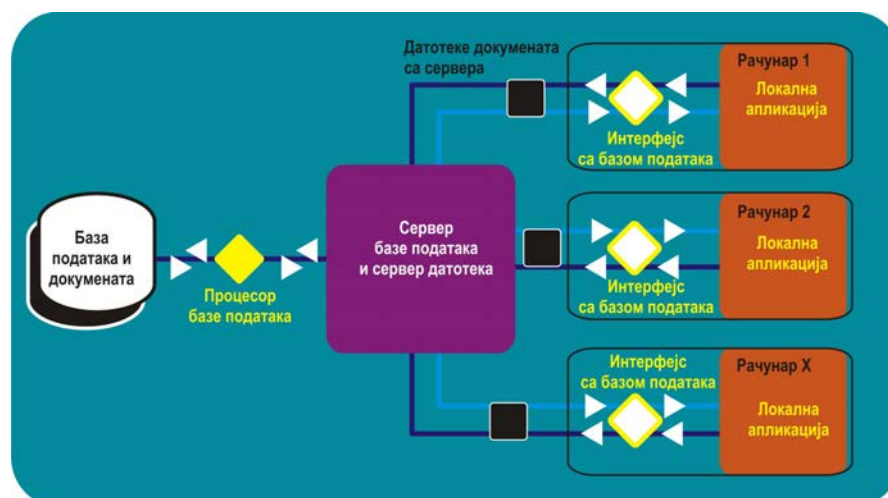 Датотеке докумената
са сервера
Рачунар 1
Локална
апликација
Интерфејс
са базом података
База
података и
докумената
Процесор
базе података
Сервер
базе података
и сервер датотека
Рачунар 2
Локална
апликација
Интерфејс
са базом података
Интерфејс
са базом података
Рачунар X
Локална
апликација